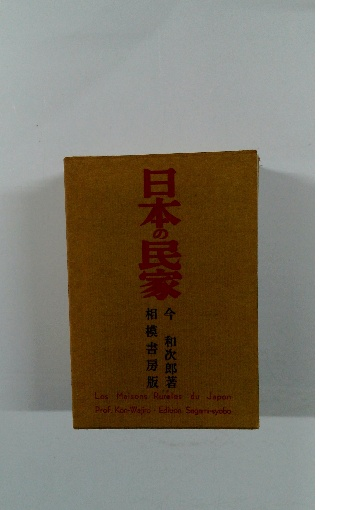 日本の民家
今 和次郎著
相模書房版
Les Maisons Rurales du Japon
Prof. Kon-Wajiro · Edition Sagami-syobo